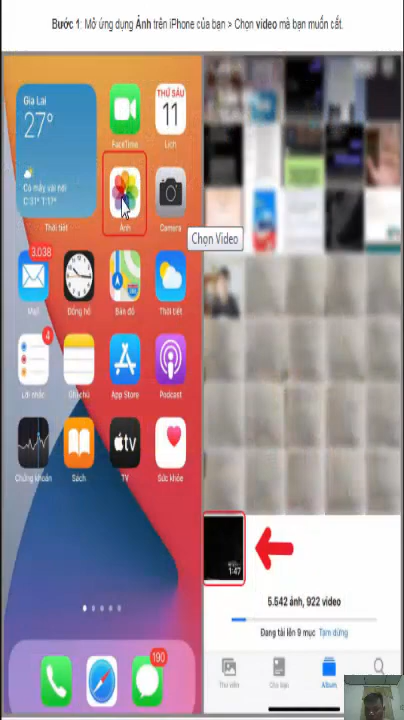 Bước 1: Mở ứng dụng Ảnh trên iPhone của bạn > Chọn video mà bạn muốn cắt.
Gia Lai
27°
Có mây vài nơi
C:31° T:17°
Thời tiết
FaceTime
THỨ SÁU
11
Lịch
Ảnh
Camera
Chọn Video
3.038
Mail
Đồng hồ
Bản đồ
Thời tiết
4
Lời nhắc
Ghi chú
App Store
Podcast
Chứng khoán
Sách
tv
TV
Sức khỏe
1:47
5.542 ảnh, 922 video
Đang tải lên 9 mục Tạm dừng
190
Thư viện
Cho bạn
Album